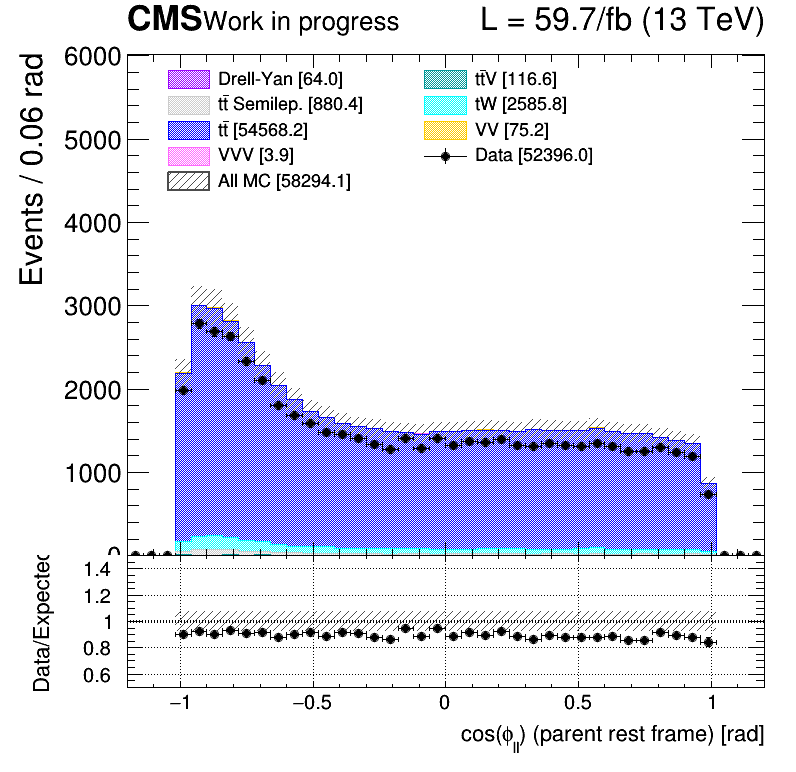 CMS Work in progress L = 59.7/fb (13 TeV)
Events / 0.06 rad
6000
5000
4000
3000
2000
1000
0
Drell-Yan [64.0]
tt̄ Semilep. [880.4]
tt̄ [54568.2]
VVV [3.9]
All MC [58294.1]
tt̄V [116.6]
tW [2585.8]
VV [75.2]
Data [52396.0]
Data/Expected
1.4
1.2
1
0.8
0.6
−1 −0.5 0 0.5 1
cos(ϕ_ll) (parent rest frame) [rad]